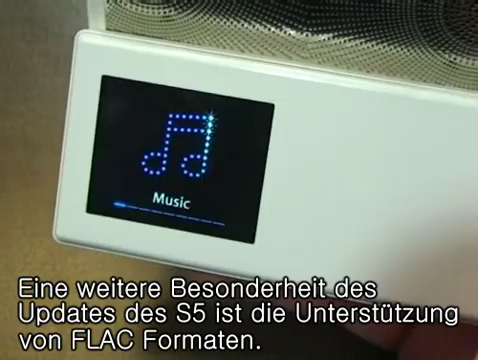 Music
Eine weitere Besonderheit des
Updates des S5 ist die Unterstützung
von FLAC Formaten.